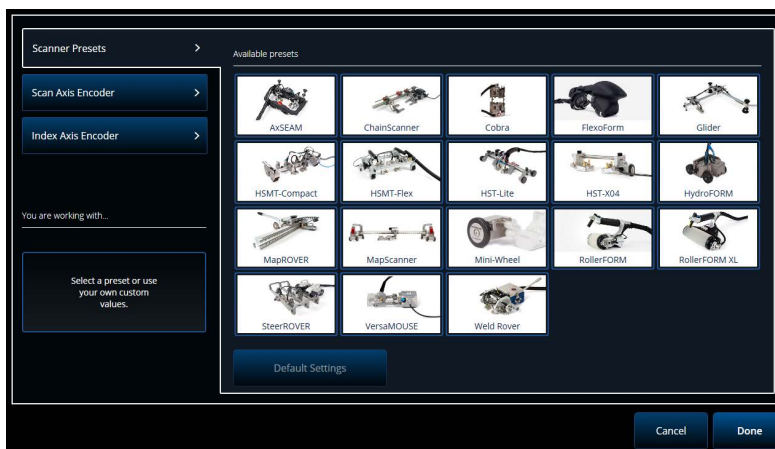 Scanner Presets
Available presets
Scan Axis Encoder
Index Axis Encoder
AxSEAM
ChainScanner
Cobra
FlexoForm
Glider
HSMT-Compact
HSMT-Flex
HST-Lite
HST-X04
HydroFORM
You are working with...
MapROVER
MapScanner
Mini-Wheel
RollerFORM
RollerFORM XL
Select a preset or use
your own custom
values.
SteerROVER
VersaMOUSE
Weld Rover
Default Settings
Cancel
Done